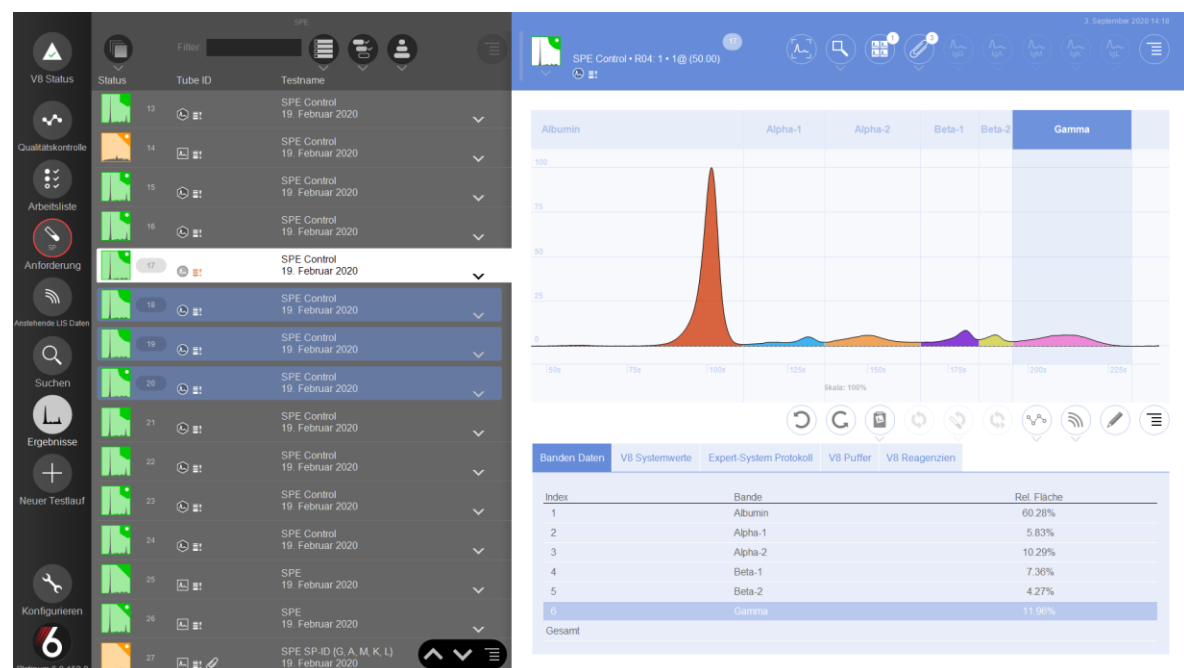 SPE
3. September 2020 14:18
V8 Status
Qualitätskontrolle
Arbeitsliste
SP
Anforderung
Anstehende LIS Daten
Suchen
Ergebnisse
Neuer Testlauf
Konfigurieren
6
Filter
Status Tube ID Testname
13 SPE Control
19. Februar 2020
14 SPE Control
19. Februar 2020
15 SPE Control
19. Februar 2020
16 SPE Control
19. Februar 2020
17 SPE Control
19. Februar 2020
18 SPE Control
19. Februar 2020
19 SPE Control
19. Februar 2020
20 SPE Control
19. Februar 2020
21 SPE Control
19. Februar 2020
22 SPE Control
19. Februar 2020
23 SPE Control
19. Februar 2020
24 SPE Control
19. Februar 2020
25 SPE
19. Februar 2020
26 SPE
19. Februar 2020
27 SPE SP-ID {G, A, M, K, L}
19. Februar 2020
17
SPE Control • R04: 1 • 1@ (50.00)
1 3
IgG IgA IgM IgK IgL
Albumin Alpha-1 Alpha-2 Beta-1 Beta-2 Gamma
100
75
50
25
0
50s 75s 100s 125s 150s 175s 200s 225s
Skala: 100%
Banden Daten V8 Systemwerte Expert-System Protokoll V8 Puffer V8 Reagenzien
Index Bande Rel. Fläche
1 Albumin 60.28%
2 Alpha-1 5.83%
3 Alpha-2 10.29%
4 Beta-1 7.36%
5 Beta-2 4.27%
6 Gamma 11.96%
Gesamt